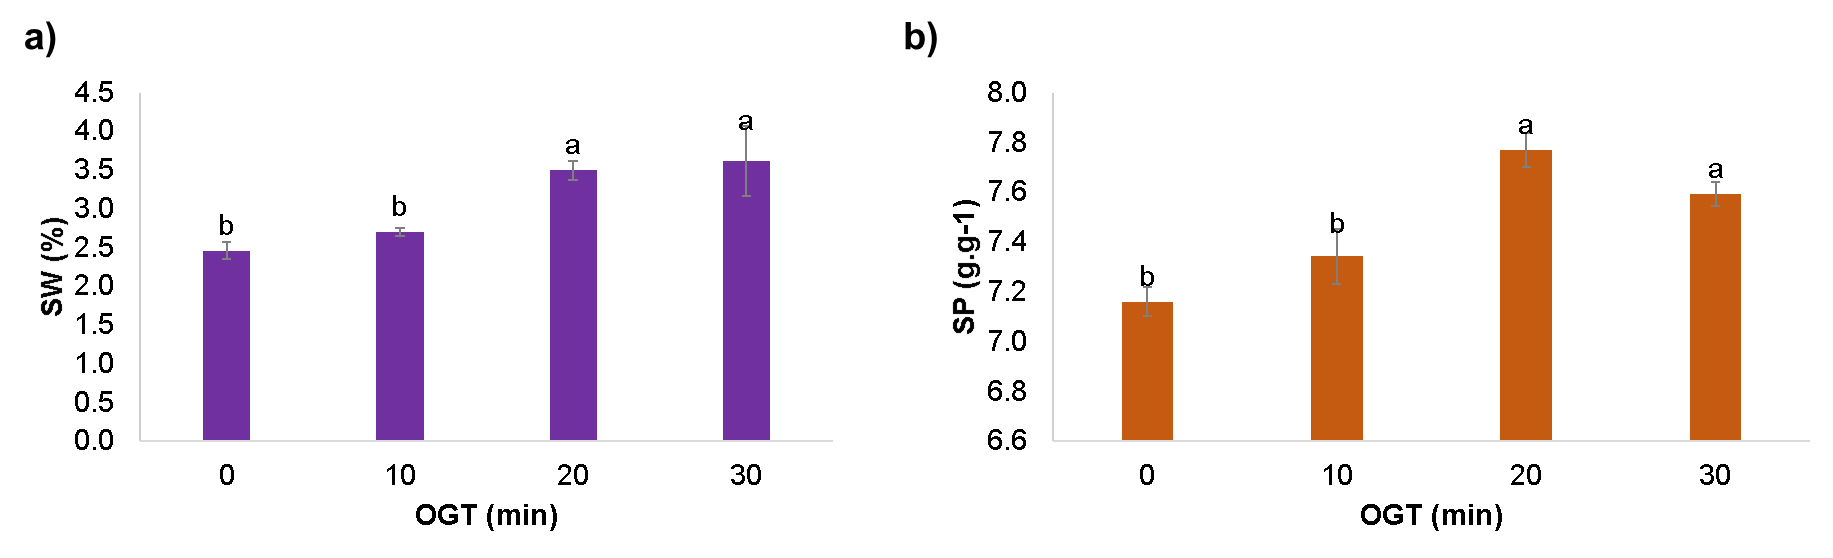 a)
4.5
4.0
3.5
3.0
2.5
2.0
1.5
1.0
0.5
0.0
SW (%)
b
b
a
a
0 10 20 30
OGT (min)
b)
8.0
7.8
7.6
7.4
7.2
7.0
6.8
6.6
SP (g.g-1)
b
b
a
a
0 10 20 30
OGT (min)